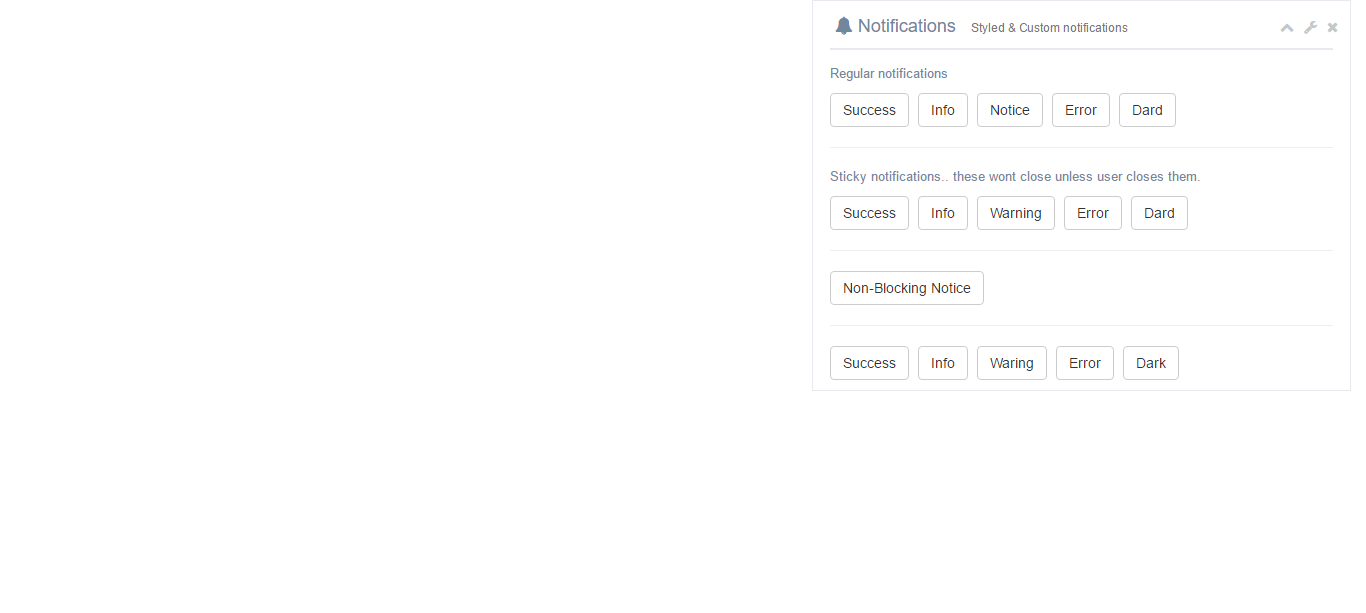 Notifications Styled & Custom notifications
Regular notifications
Success Info Notice Error Dard
Sticky notifications.. these wont close unless user closes them.
Success Info Warning Error Dard
Non-Blocking Notice
Success Info Waring Error Dark